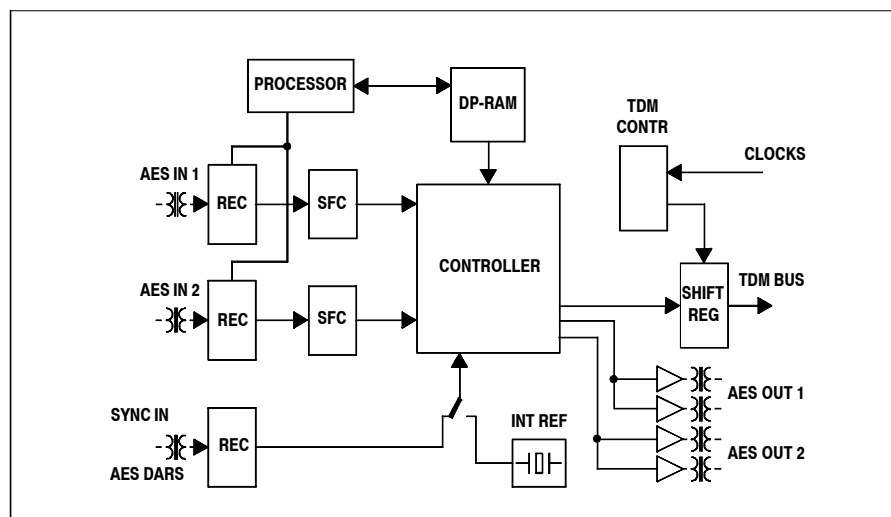 PROCESSOR
DP-RAM
TDM
CONTR
CLOCKS
AES IN 1
REC
SFC
CONTROLLER
AES IN 2
REC
SFC
SHIFT
REG
TDM BUS
SYNC IN
REC
AES DARS
INT REF
AES OUT 1
AES OUT 2